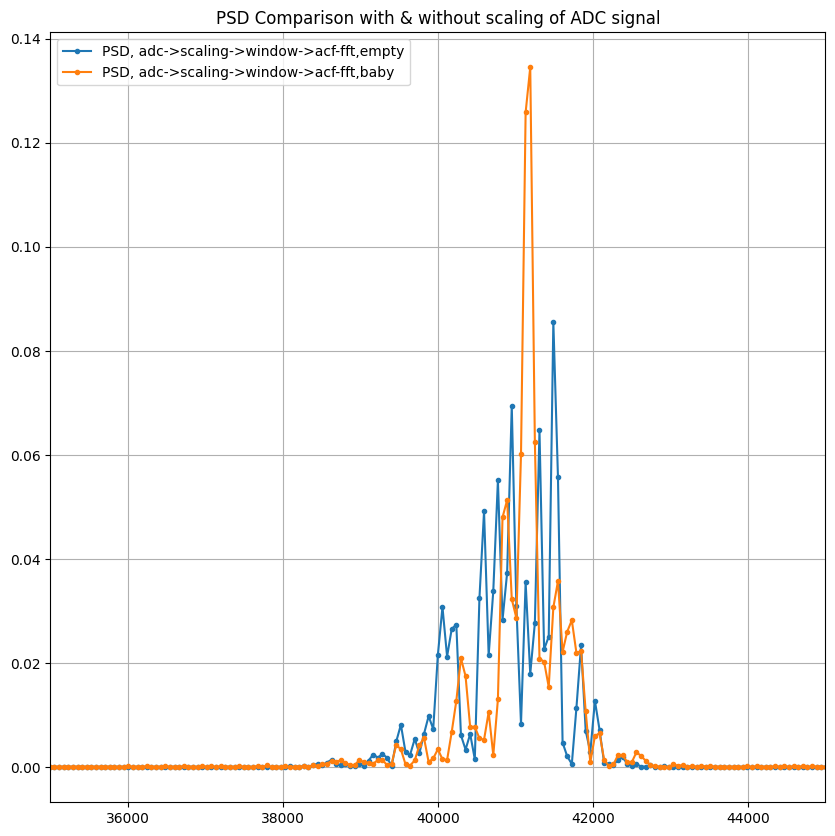 PSD Comparison with & without scaling of ADC signal
PSD, adc->scaling->window->acf-fft,empty
PSD, adc->scaling->window->acf-fft,baby
0.14
0.12
0.10
0.08
0.06
0.04
0.02
0.00
36000 38000 40000 42000 44000